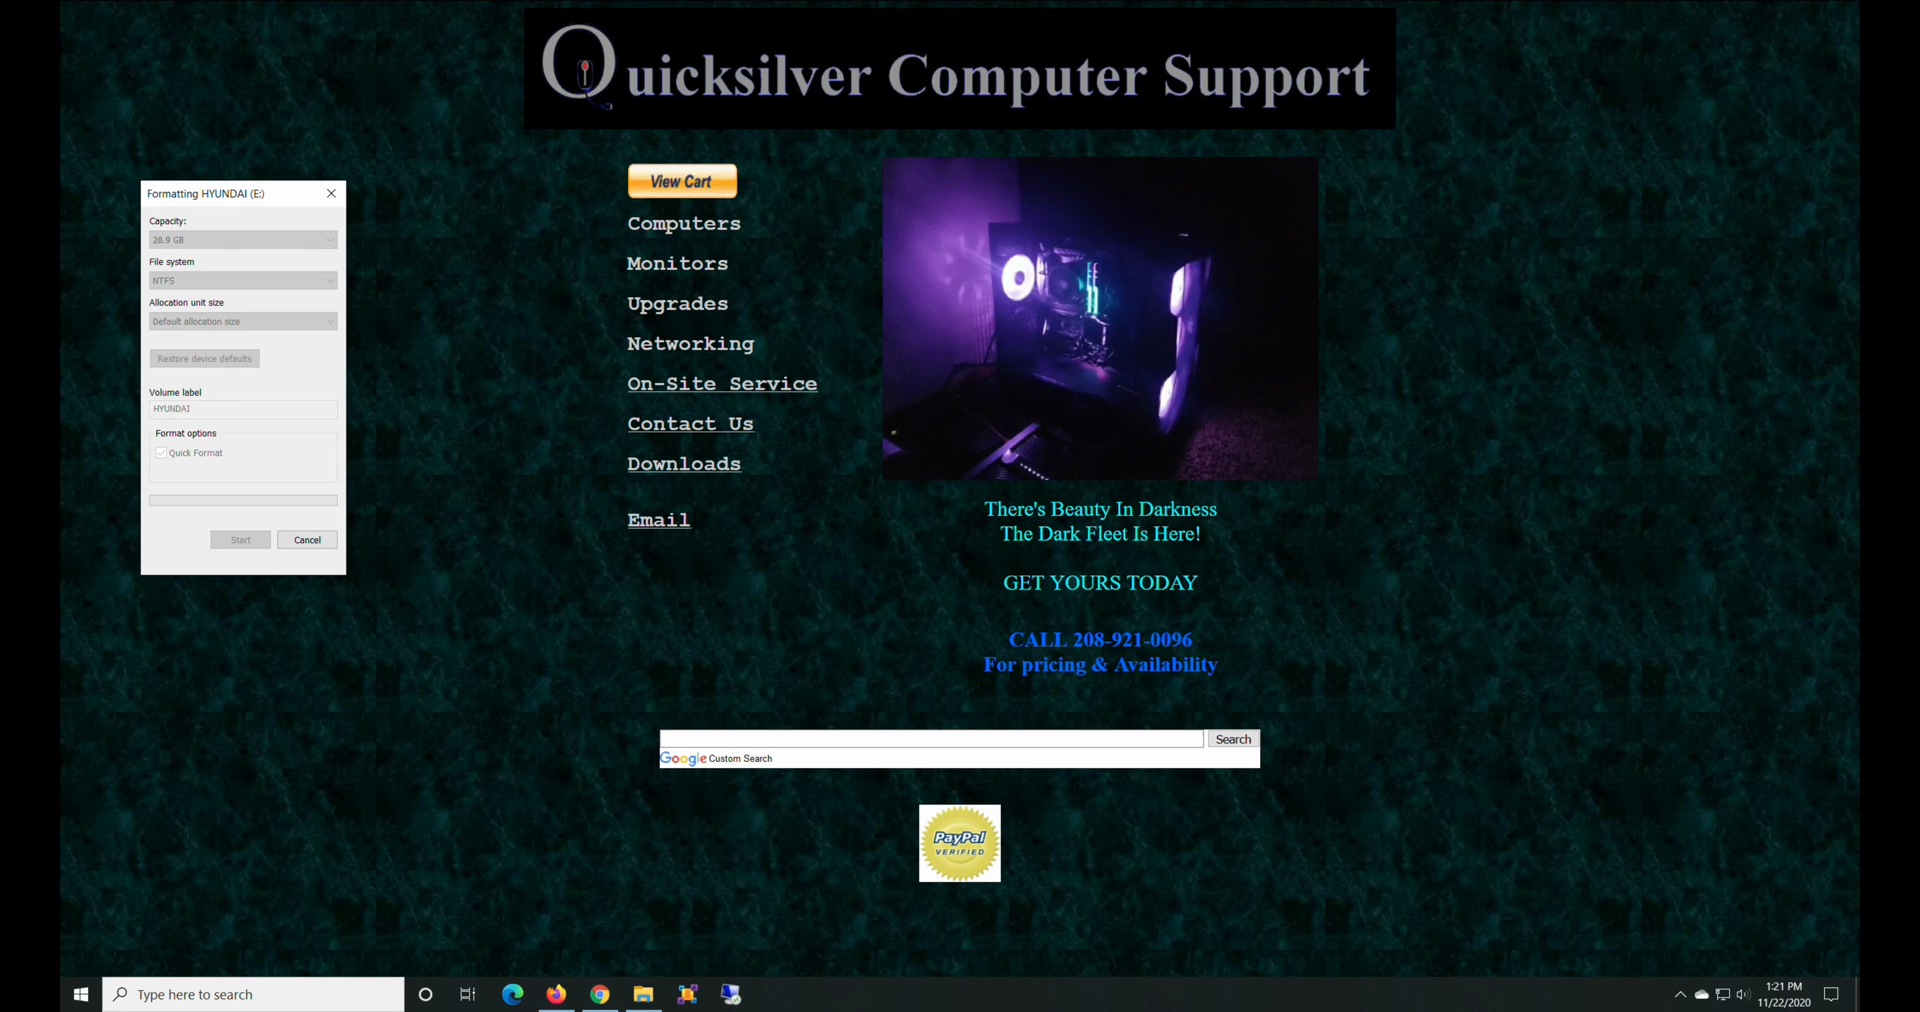 Quicksilver Computer Support
Formatting HYUNDAI (E:)
Capacity:
28.9 GB
File system
NTFS
Allocation unit size
Default allocation size
Restore device defaults
Volume label
HYUNDAI
Format options
Quick Format
Start
Cancel
View Cart
Computers
Monitors
Upgrades
Networking
On-Site Service
Contact Us
Downloads
Email
There's Beauty In Darkness
The Dark Fleet Is Here!
GET YOURS TODAY
CALL 208-921-0096
For pricing & Availability
Search
Google Custom Search
PayPal
VERIFIED
Type here to search
1:21 PM
11/22/2020